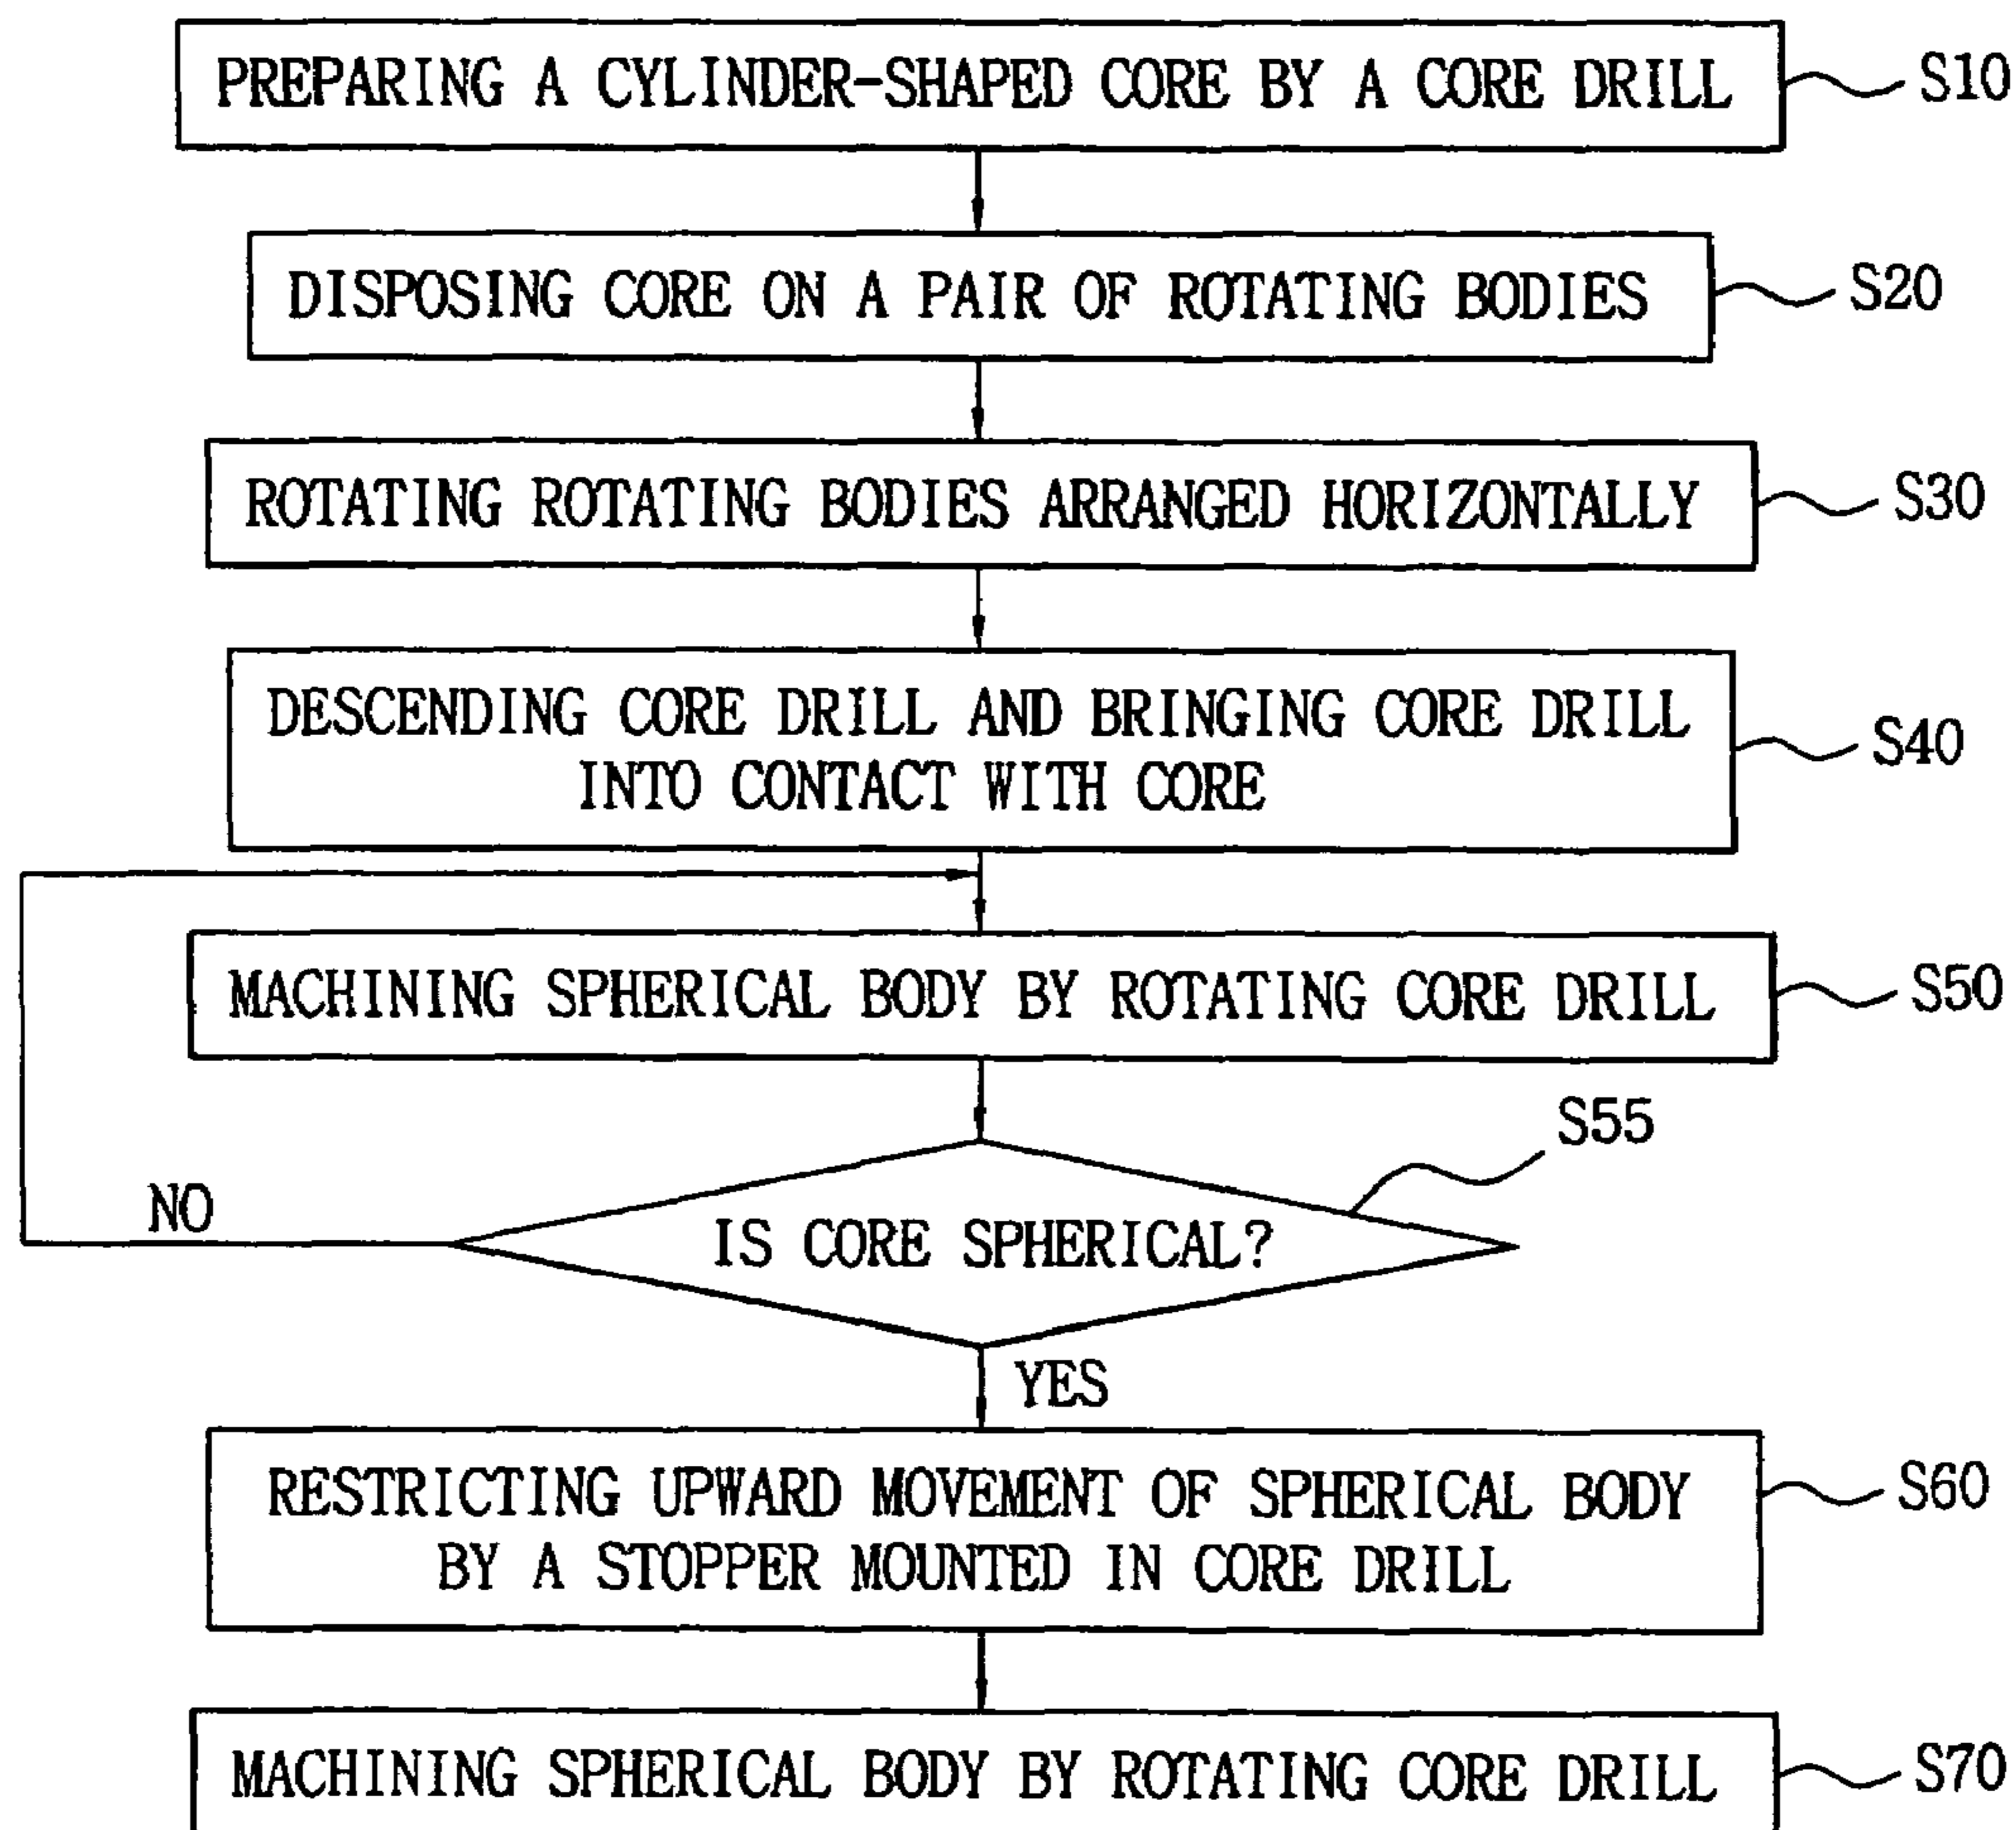 PREPARING A CYLINDER-SHAPED CORE BY A CORE DRILL
S10
DISPOSING CORE ON A PAIR OF ROTATING BODIES
S20
ROTATING ROTATING BODIES ARRANGED HORIZONTALLY
S30
DESCENDING CORE DRILL AND BRINGING CORE DRILL
INTO CONTACT WITH CORE
S40
MACHINING SPHERICAL BODY BY ROTATING CORE DRILL
S50
S55
NO
IS CORE SPHERICAL?
YES
RESTRICTING UPWARD MOVEMENT OF SPHERICAL BODY
BY A STOPPER MOUNTED IN CORE DRILL
S60
MACHINING SPHERICAL BODY BY ROTATING CORE DRILL
S70